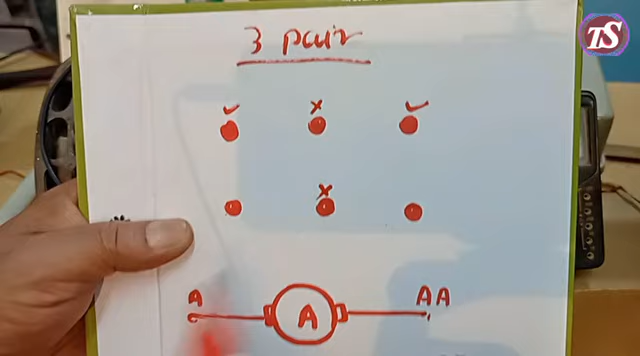 TS
3 pair
✓ × ✓
×
A AA
A